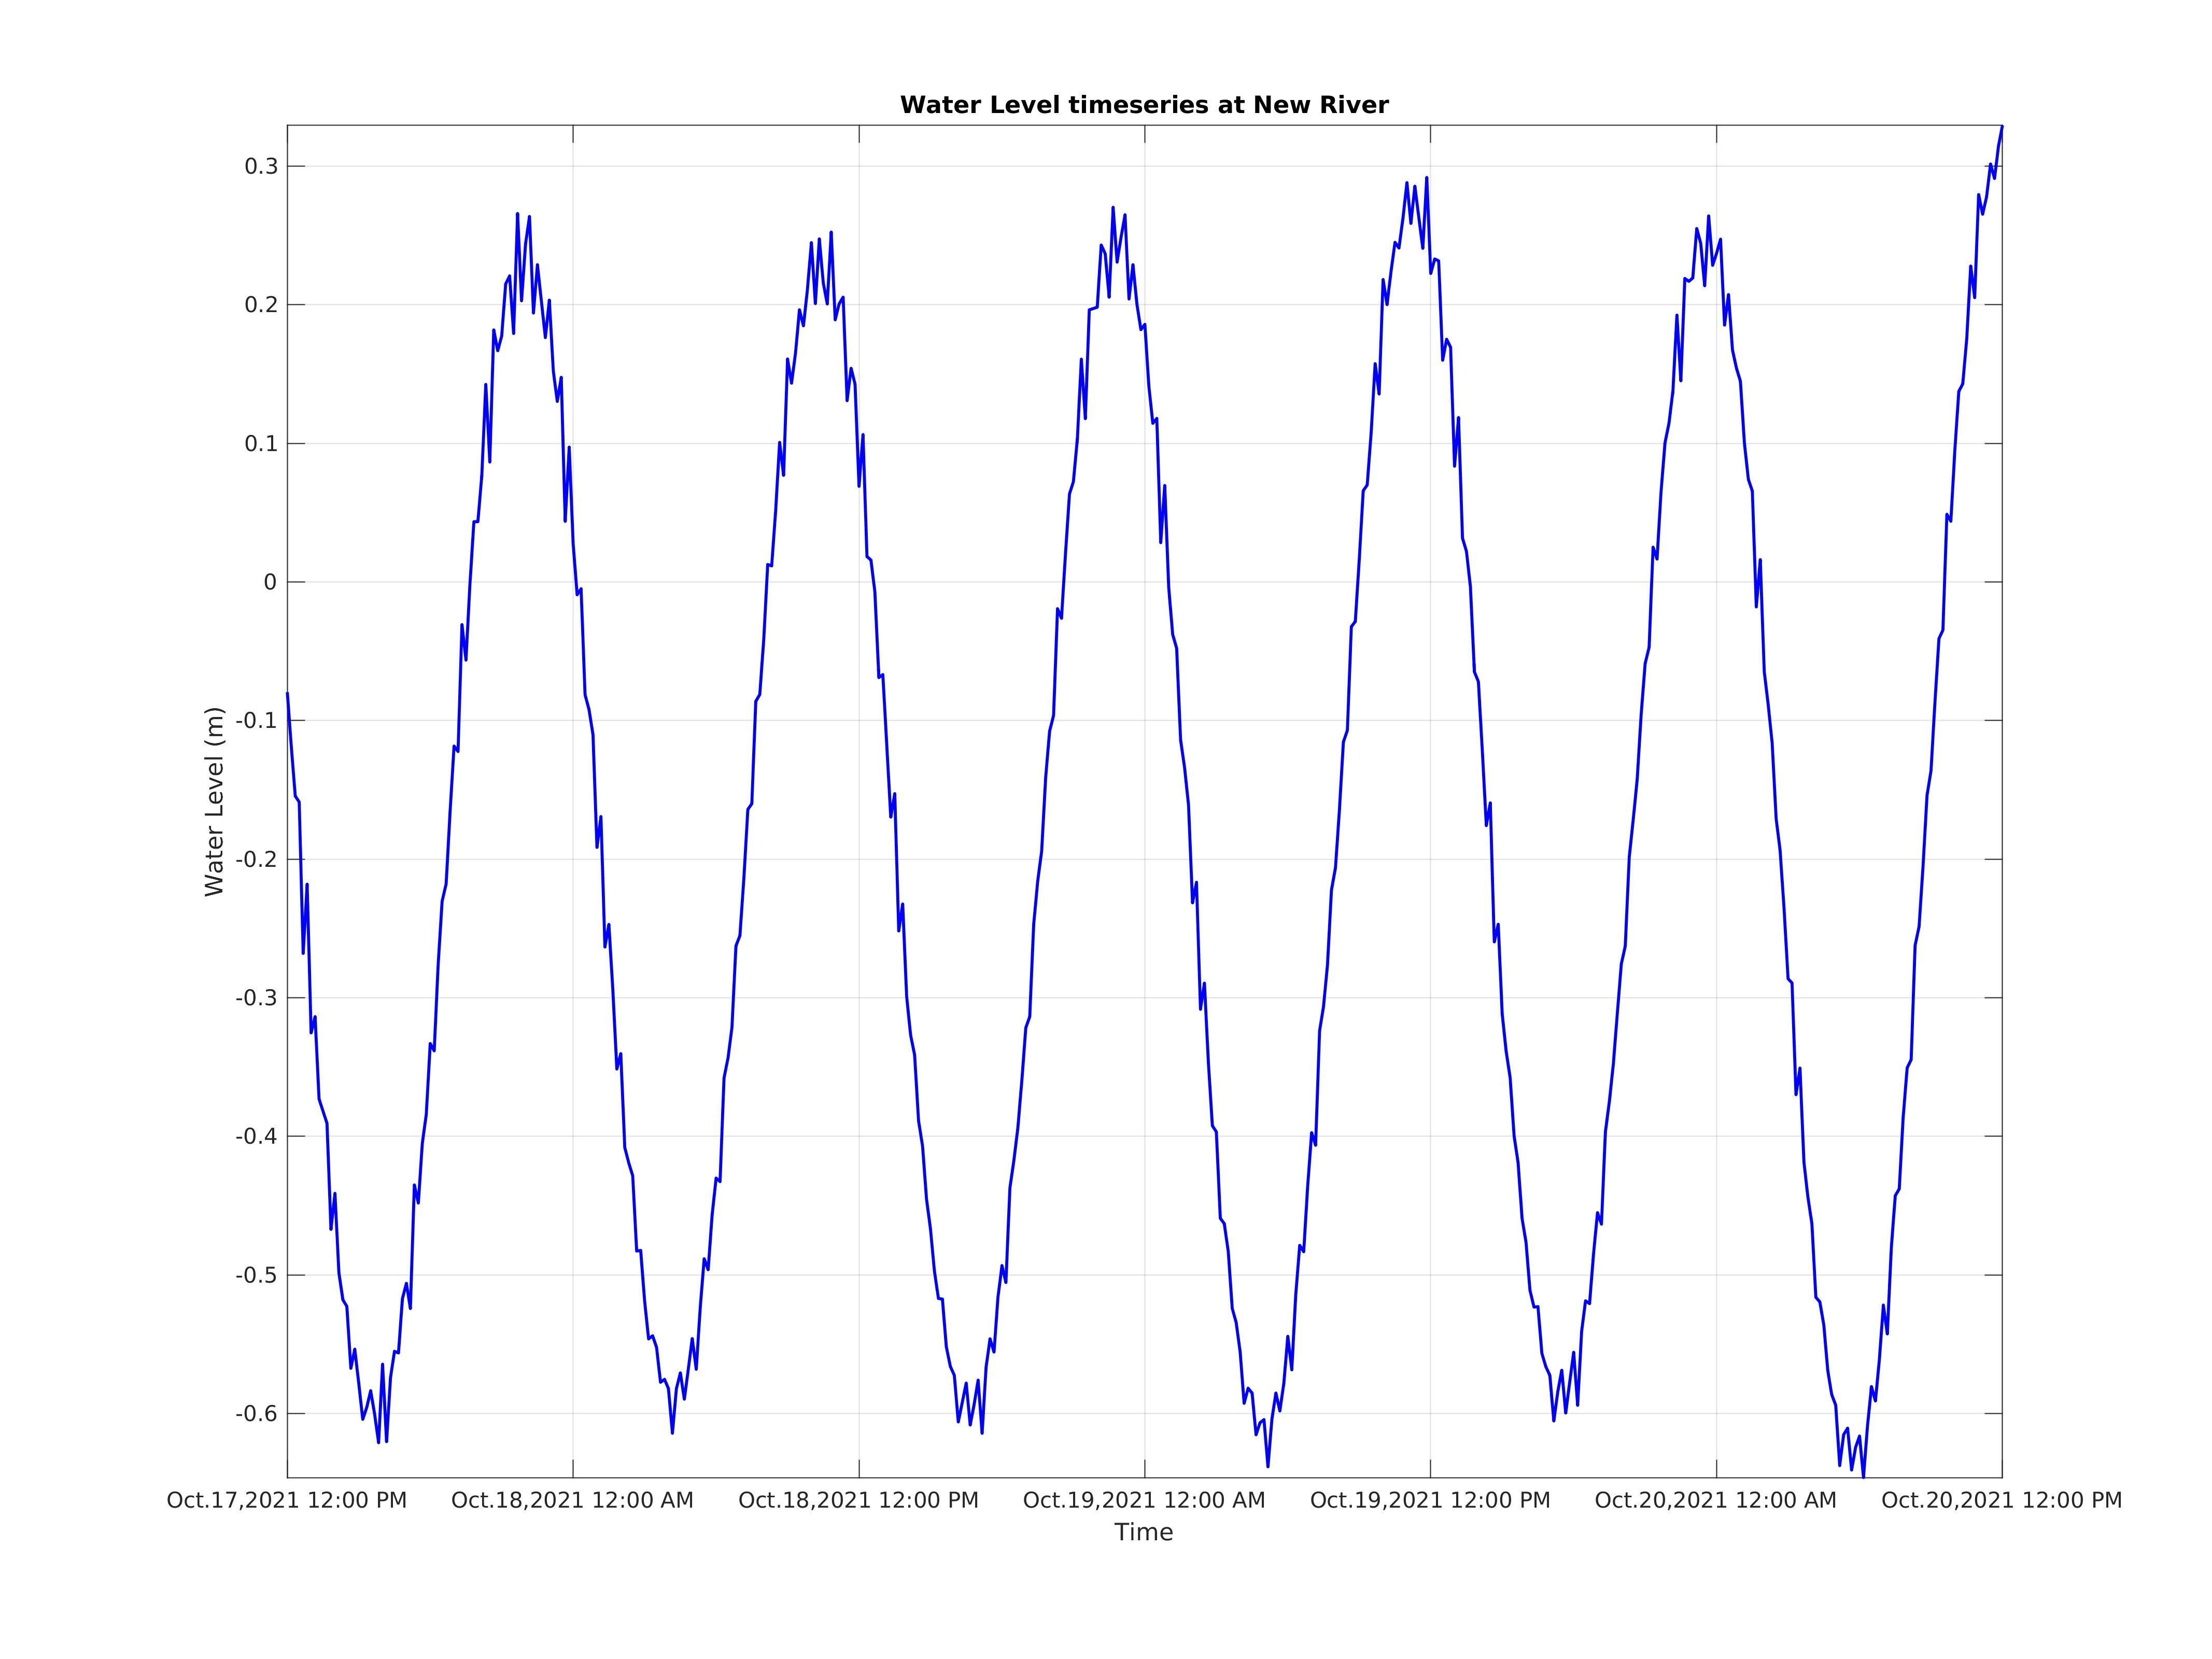 Water Level timeseries at New River
0.3
0.2
0.1
0
-0.1
-0.2
-0.3
-0.4
-0.5
-0.6
Water Level (m)
Oct.17,2021 12:00 PM
Oct.18,2021 12:00 AM
Oct.18,2021 12:00 PM
Oct.19,2021 12:00 AM
Oct.19,2021 12:00 PM
Oct.20,2021 12:00 AM
Oct.20,2021 12:00 PM
Time